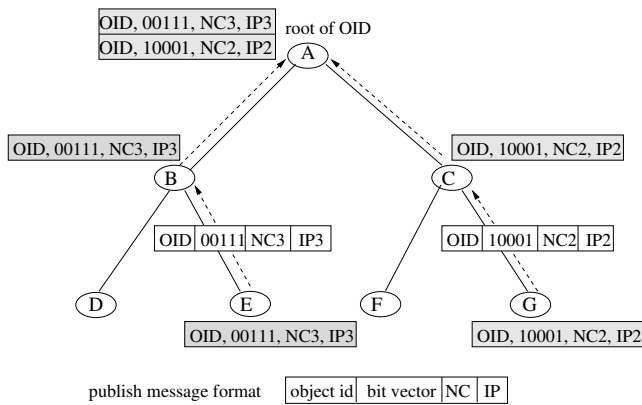 OID, 00111, NC3, IP3
root of OID
OID, 10001, NC2, IP2
A
OID, 00111, NC3, IP3
OID, 10001, NC2, IP2
B
C
OID 00111 NC3 IP3
OID 10001 NC2 IP2
D
E
F
G
OID, 00111, NC3, IP3
OID, 10001, NC2, IP2
publish message format
object id bit vector NC IP